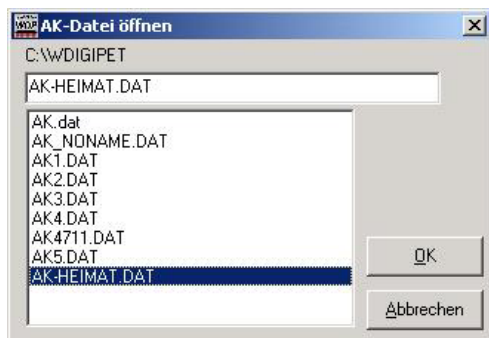 AK-Datei öffnen
C:\WDIGIPET
AK-HEIMAT.DAT
AK.dat
AK_NONAME.DAT
AK1.DAT
AK2.DAT
AK3.DAT
AK4.DAT
AK4711.DAT
AK5.DAT
AK-HEIMAT.DAT
OK
Abbrechen